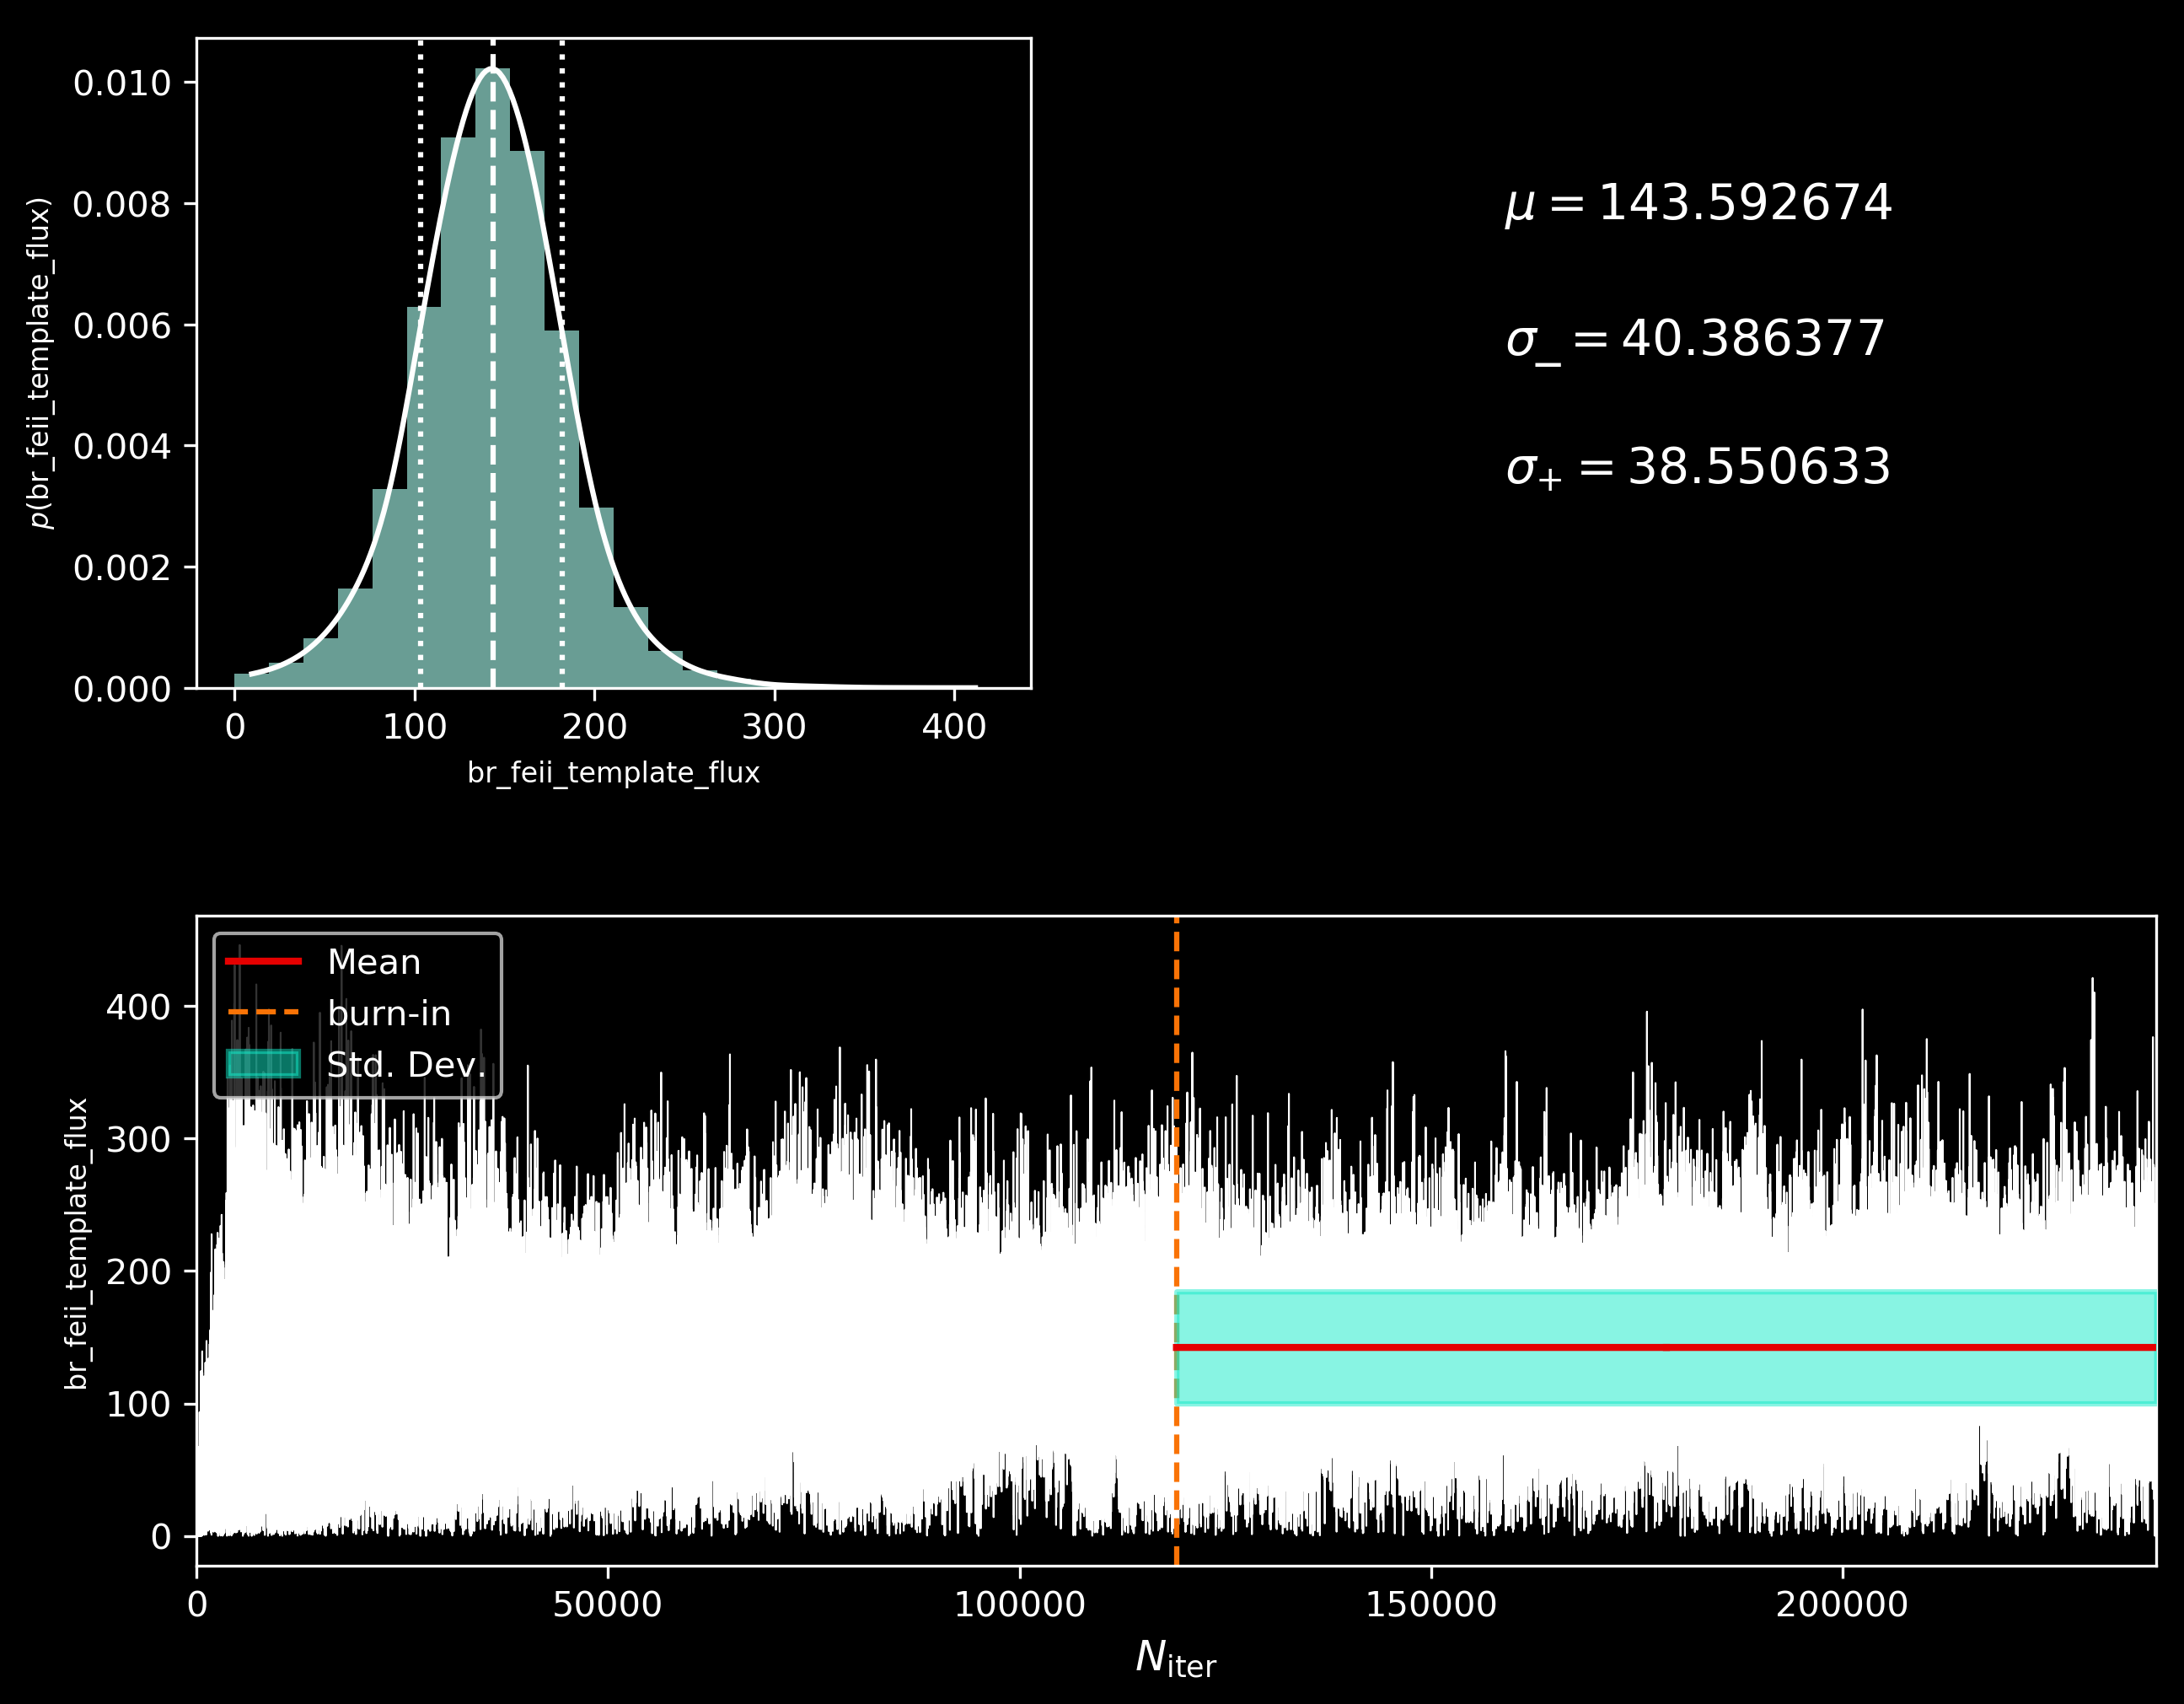 0.010
0.008
0.006
0.004
0.002
0.000
p(br_feii_template_flux)
0 100 200 300 400
br_feii_template_flux
μ = 143.592674
σ_ = 40.386377
σ+ = 38.550633
Mean
burn-in
Std. Dev.
400
300
200
100
0
br_feii_template_flux
0 50000 100000 150000 200000
Niter